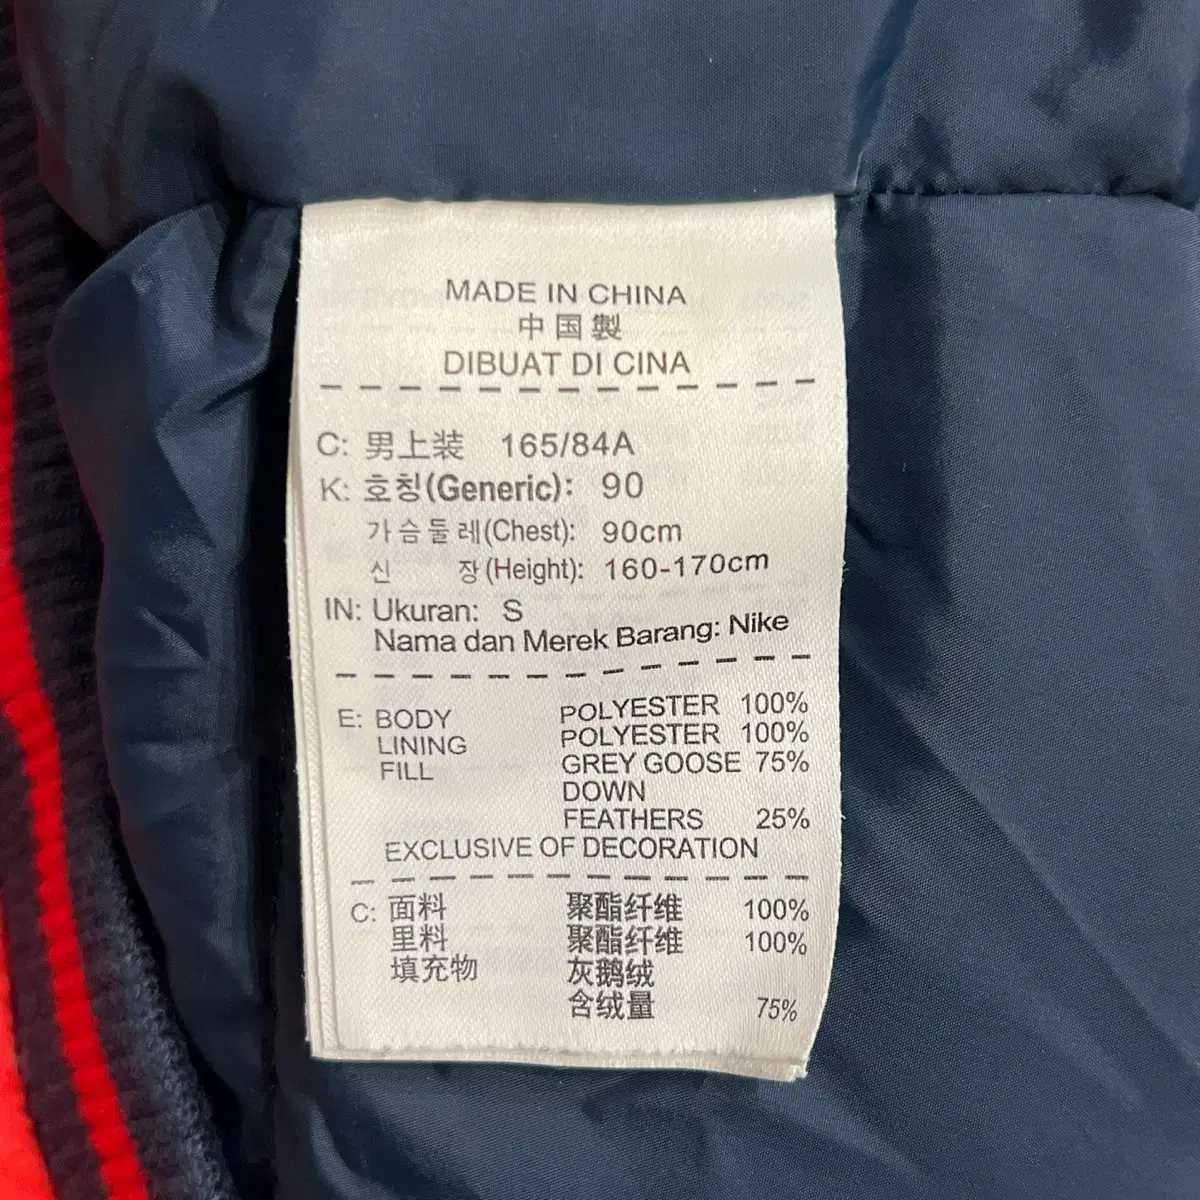 MADE IN CHINA
中国製
DIBUAT DI CINA
C: 男上装 165/84A
K: 호칭(Generic): 90
가슴둘레(Chest): 90cm
신 장(Height): 160-170cm
IN: Ukuran: S
Nama dan Merek Barang: Nike
E: BODY POLYESTER 100%
LINING POLYESTER 100%
FILL GREY GOOSE 75%
DOWN
FEATHERS 25%
EXCLUSIVE OF DECORATION
C: 面料 聚酯纤维 100%
里料 聚酯纤维 100%
填充物 灰鹅绒
含绒量 75%